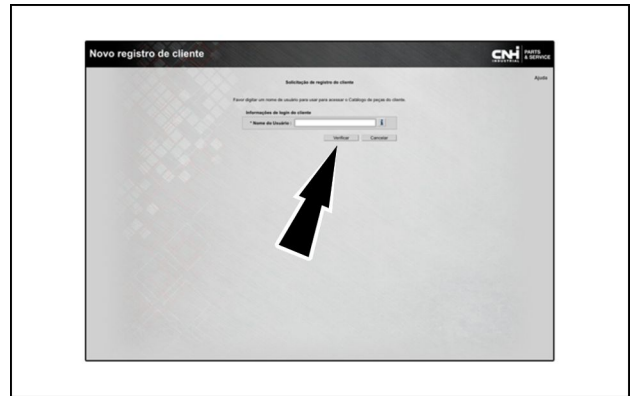 Novo registro de cliente
CNH INDUSTRIAL PARTS & SERVICE
Ajuda
Solicitação de registro do cliente
Favor digitar um nome de usuário para usar para acessar o Catálogo de peças do cliente.
Informações de login do cliente
* Nome do Usuário :
Verificar Cancelar